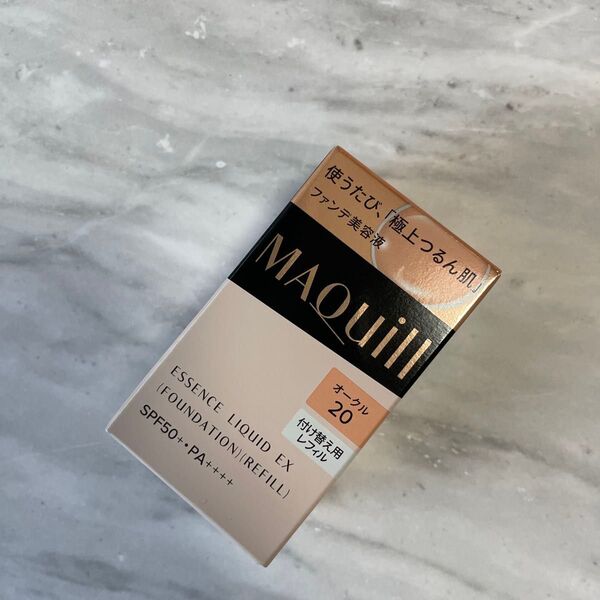 使うたび、「極上つるん肌」
ファンデ美容液
MAQuill
ESSENCE LIQUID EX
(FOUNDATION)(REFILL)
SPF50+・PA++++
オークル
20
付け替え用
レフィル